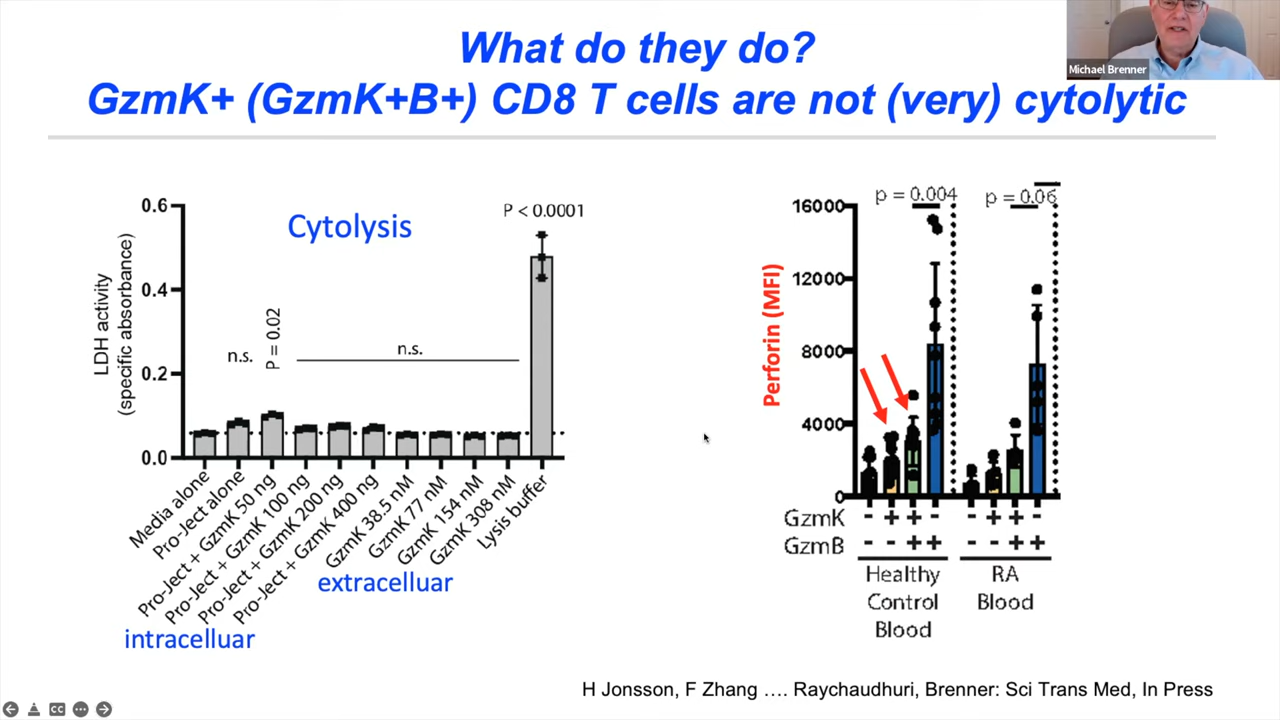 What do they do?
GzmK+ (GzmK+B+) CD8 T cells are not (very) cytolytic
Michael Brenner
Cytolysis
P < 0.0001
LDH activity
(specific absorbance)
0.6
0.4
0.2
0.0
n.s.
P = 0.02
n.s.
Media alone
Pro-Ject alone
Pro-Ject + GzmK 50 ng
Pro-Ject + GzmK 100 ng
Pro-Ject + GzmK 200 ng
Pro-Ject + GzmK 400 ng
GzmK 38.5 nM
GzmK 77 nM
GzmK 154 nM
GzmK 308 nM
Lysis buffer
extracelluar
intracelluar
p = 0.004
p = 0.06
Perforin (MFI)
16000
12000
8000
4000
0
GzmK - + + - - + + -
GzmB - - + + - - + +
Healthy
Control
Blood
RA
Blood
H Jonsson, F Zhang …. Raychaudhuri, Brenner: Sci Trans Med, In Press
CC